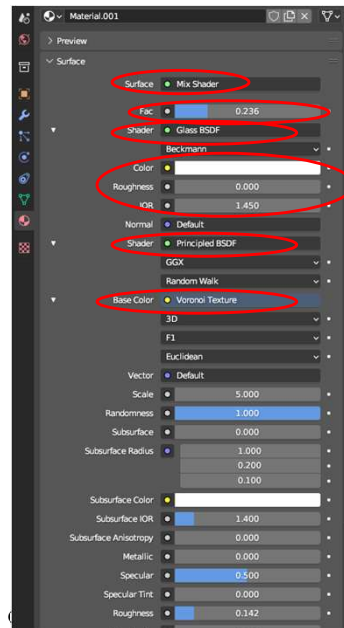 Material.001
Preview
Surface
Surface Mix Shader
Fac 0.236
Shader Glass BSDF
Beckmann
Color
Roughness 0.000
IOR 1.450
Normal Default
Shader Principled BSDF
GGX
Random Walk
Base Color Voronoi Texture
3D
F1
Euclidean
Vector Default
Scale 5.000
Randomness 1.000
Subsurface 0.000
Subsurface Radius 1.000
0.200
0.100
Subsurface Color
Subsurface IOR 1.400
Subsurface Anisotropy 0.000
Metallic 0.000
Specular 0.500
Specular Tint 0.000
Roughness 0.142